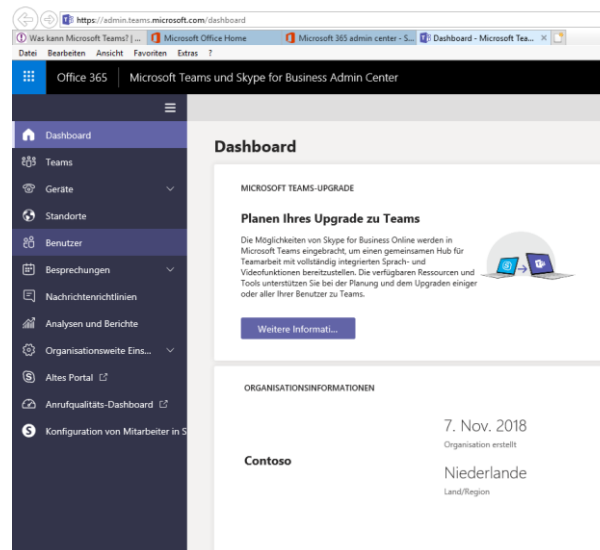 https://admin.teams.microsoft.com/dashboard
Was kann Microsoft Teams? | ... Microsoft Office Home Microsoft 365 admin center - S... Dashboard - Microsoft Tea... ×
Datei Bearbeiten Ansicht Favoriten Extras ?
Office 365 Microsoft Teams und Skype for Business Admin Center
Dashboard
Teams
Geräte
Standorte
Benutzer
Besprechungen
Nachrichtenrichtlinien
Analysen und Berichte
Organisationsweite Eins...
Altes Portal
Anrufqualitäts-Dashboard
Konfiguration von Mitarbeiter in S
Dashboard
MICROSOFT TEAMS-UPGRADE
Planen Ihres Upgrade zu Teams
Die Möglichkeiten von Skype for Business Online werden in
Microsoft Teams eingebracht, um einen gemeinsamen Hub für
Teamarbeit mit vollständig integrierten Sprach- und
Videofunktionen bereitzustellen. Die verfügbaren Ressourcen und
Tools unterstützen Sie bei der Planung und dem Upgraden einiger
oder aller Ihrer Benutzer zu Teams.
Weitere Informati...
ORGANISATIONSINFORMATIONEN
Contoso
7. Nov. 2018
Organisation erstellt
Niederlande
Land/Region